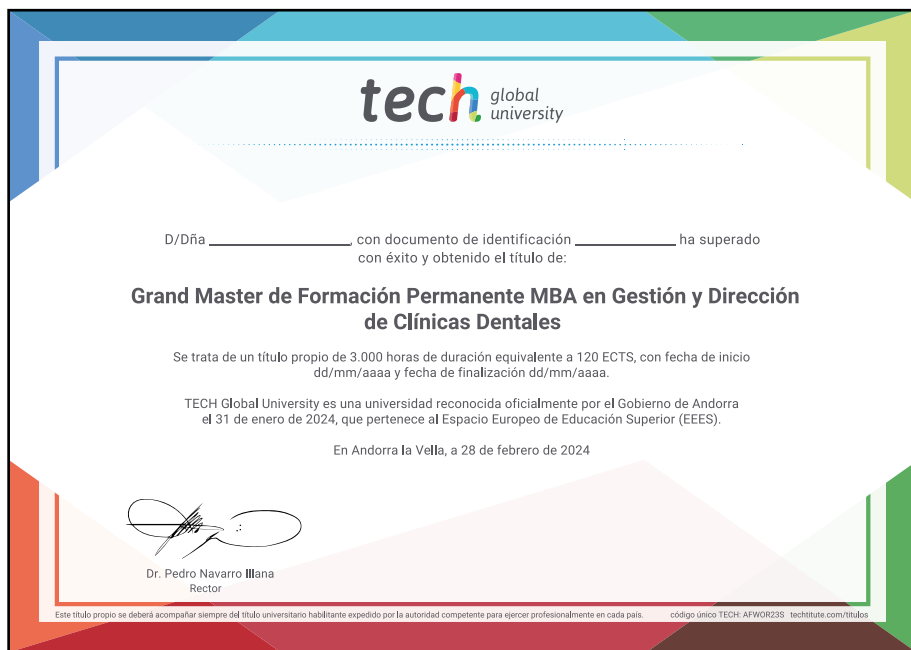 tech global university
D/Dña ______________, con documento de identificación __________ ha superado
con éxito y obtenido el título de:
Grand Master de Formación Permanente MBA en Gestión y Dirección
de Clínicas Dentales
Se trata de un título propio de 3.000 horas de duración equivalente a 120 ECTS, con fecha de inicio
dd/mm/aaaa y fecha de finalización dd/mm/aaaa.
TECH Global University es una universidad reconocida oficialmente por el Gobierno de Andorra
el 31 de enero de 2024, que pertenece al Espacio Europeo de Educación Superior (EEES).
En Andorra la Vella, a 28 de febrero de 2024
Dr. Pedro Navarro Illana
Rector
Este título propio se deberá acompañar siempre del título universitario habilitante expedido por la autoridad competente para ejercer profesionalmente en cada país. código único TECH: AFWOR23S techtitute.com/titulos